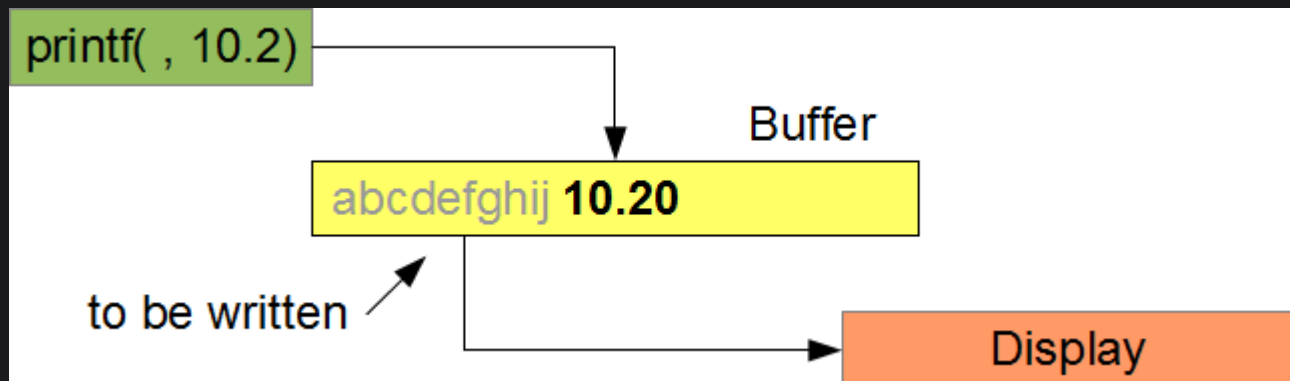 printf( , 10.2)
Buffer
abcdefghij 10.20
to be written
Display